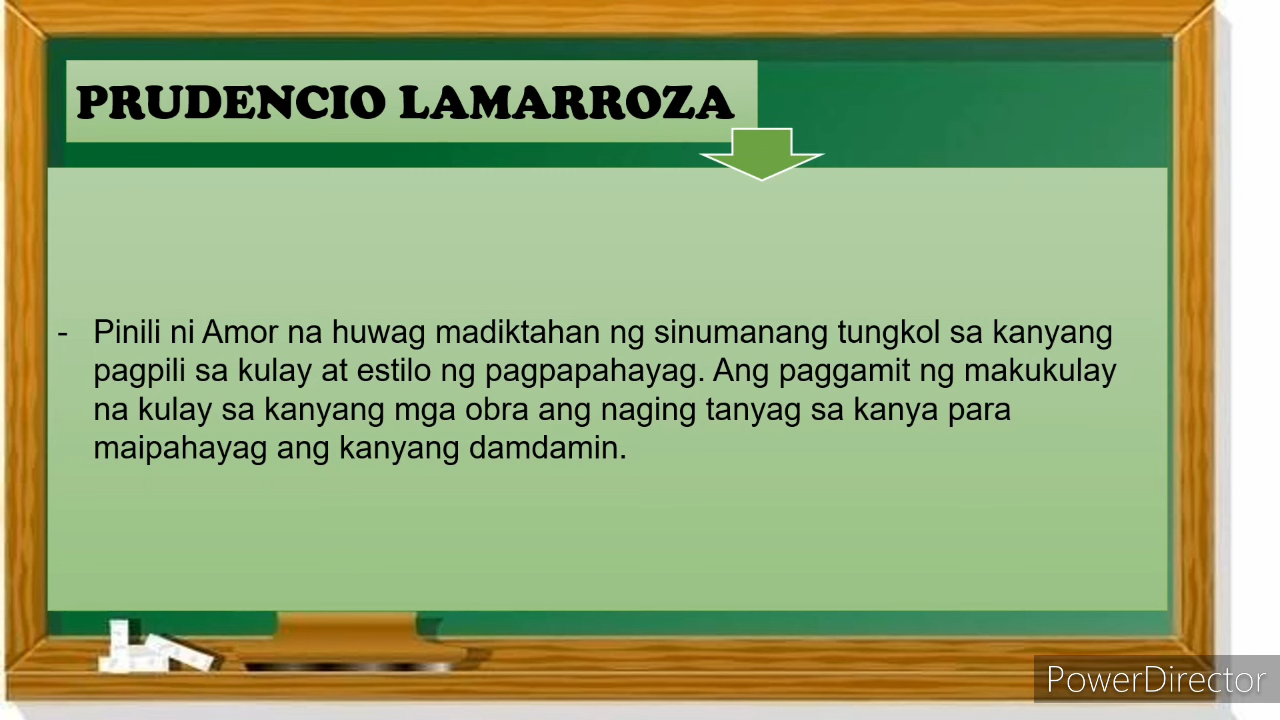 PRUDENCIO LAMARROZA
- Pinili ni Amor na huwag madiktahan ng sinumanang tungkol sa kanyang
pagpili sa kulay at estilo ng pagpapahayag. Ang paggamit ng makukulay
na kulay sa kanyang mga obra ang naging tanyag sa kanya para
maipahayag ang kanyang damdamin.
PowerDirector